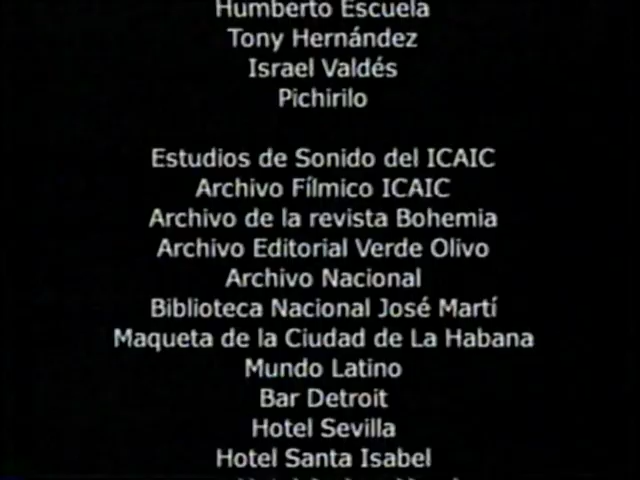 Humberto Escuela
Tony Hernández
Israel Valdés
Pichirilo
Estudios de Sonido del ICAIC
Archivo Fílmico ICAIC
Archivo de la revista Bohemia
Archivo Editorial Verde Olivo
Archivo Nacional
Biblioteca Nacional José Martí
Maqueta de la Ciudad de La Habana
Mundo Latino
Bar Detroit
Hotel Sevilla
Hotel Santa Isabel